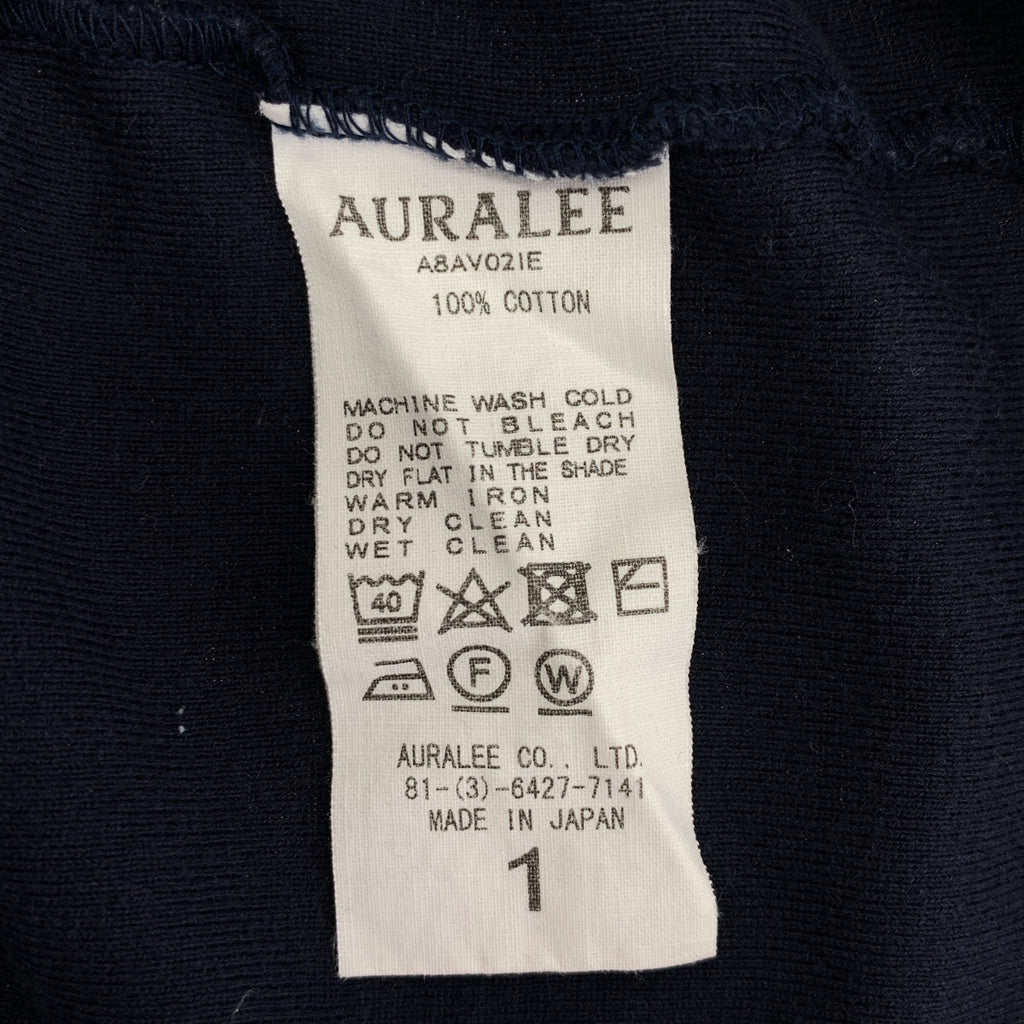 AURALEE
A8AV02IE
100% COTTON
MACHINE WASH COLD
DO NOT BLEACH
DO NOT TUMBLE DRY
DRY FLAT IN THE SHADE
WARM IRON
DRY CLEAN
WET CLEAN
40
F W
AURALEE CO., LTD.
81-(3)-6427-7141
MADE IN JAPAN
1